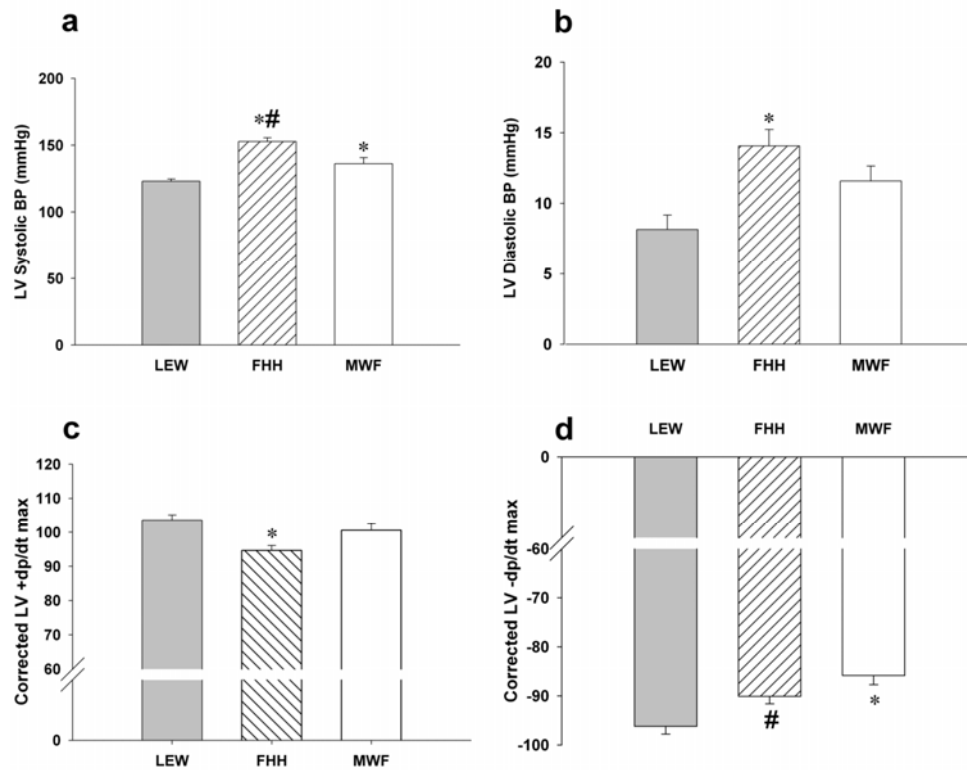 a
LV Systolic BP (mmHg)
200
150
100
50
0
*#
*
LEW FHH MWF
b
LV Diastolic BP (mmHg)
20
15
10
5
0
*
LEW FHH MWF
c
Corrected LV +dp/dt max
120
110
100
90
80
70
60
0
*
LEW FHH MWF
d
LEW FHH MWF
Corrected LV -dp/dt max
0
-60
-70
-80
-90
-100
#
*